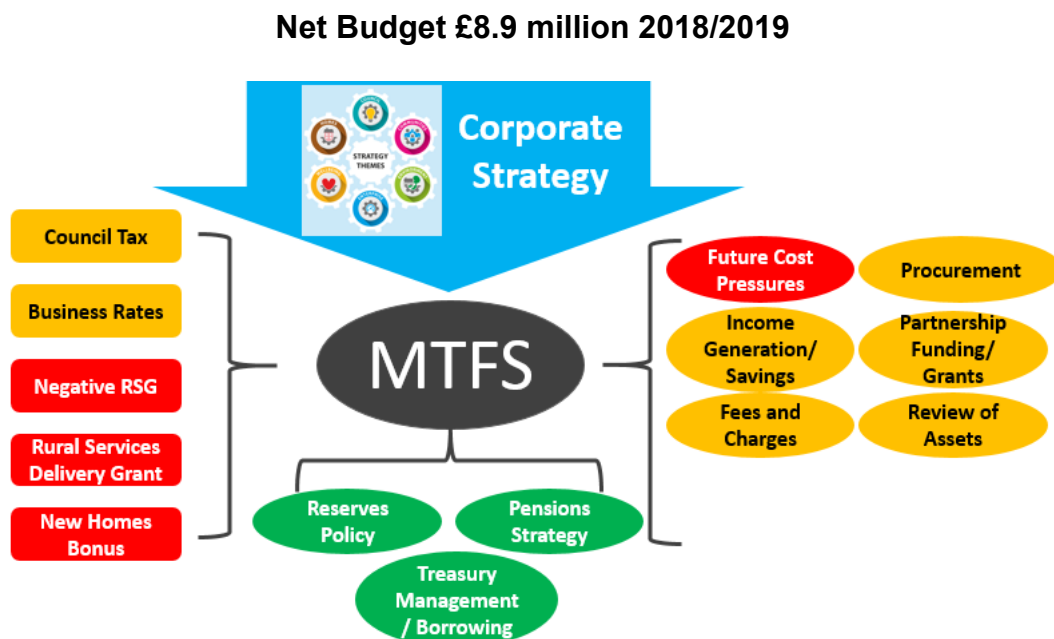 Net Budget £8.9 million 2018/2019
STRATEGY
THEMES
Corporate
Strategy
Council Tax
Business Rates
Negative RSG
Rural Services
Delivery Grant
New Homes
Bonus
MTFS
Future Cost
Pressures
Procurement
Income
Generation/
Savings
Partnership
Funding/
Grants
Fees and
Charges
Review of
Assets
Reserves
Policy
Pensions
Strategy
Treasury
Management
/ Borrowing